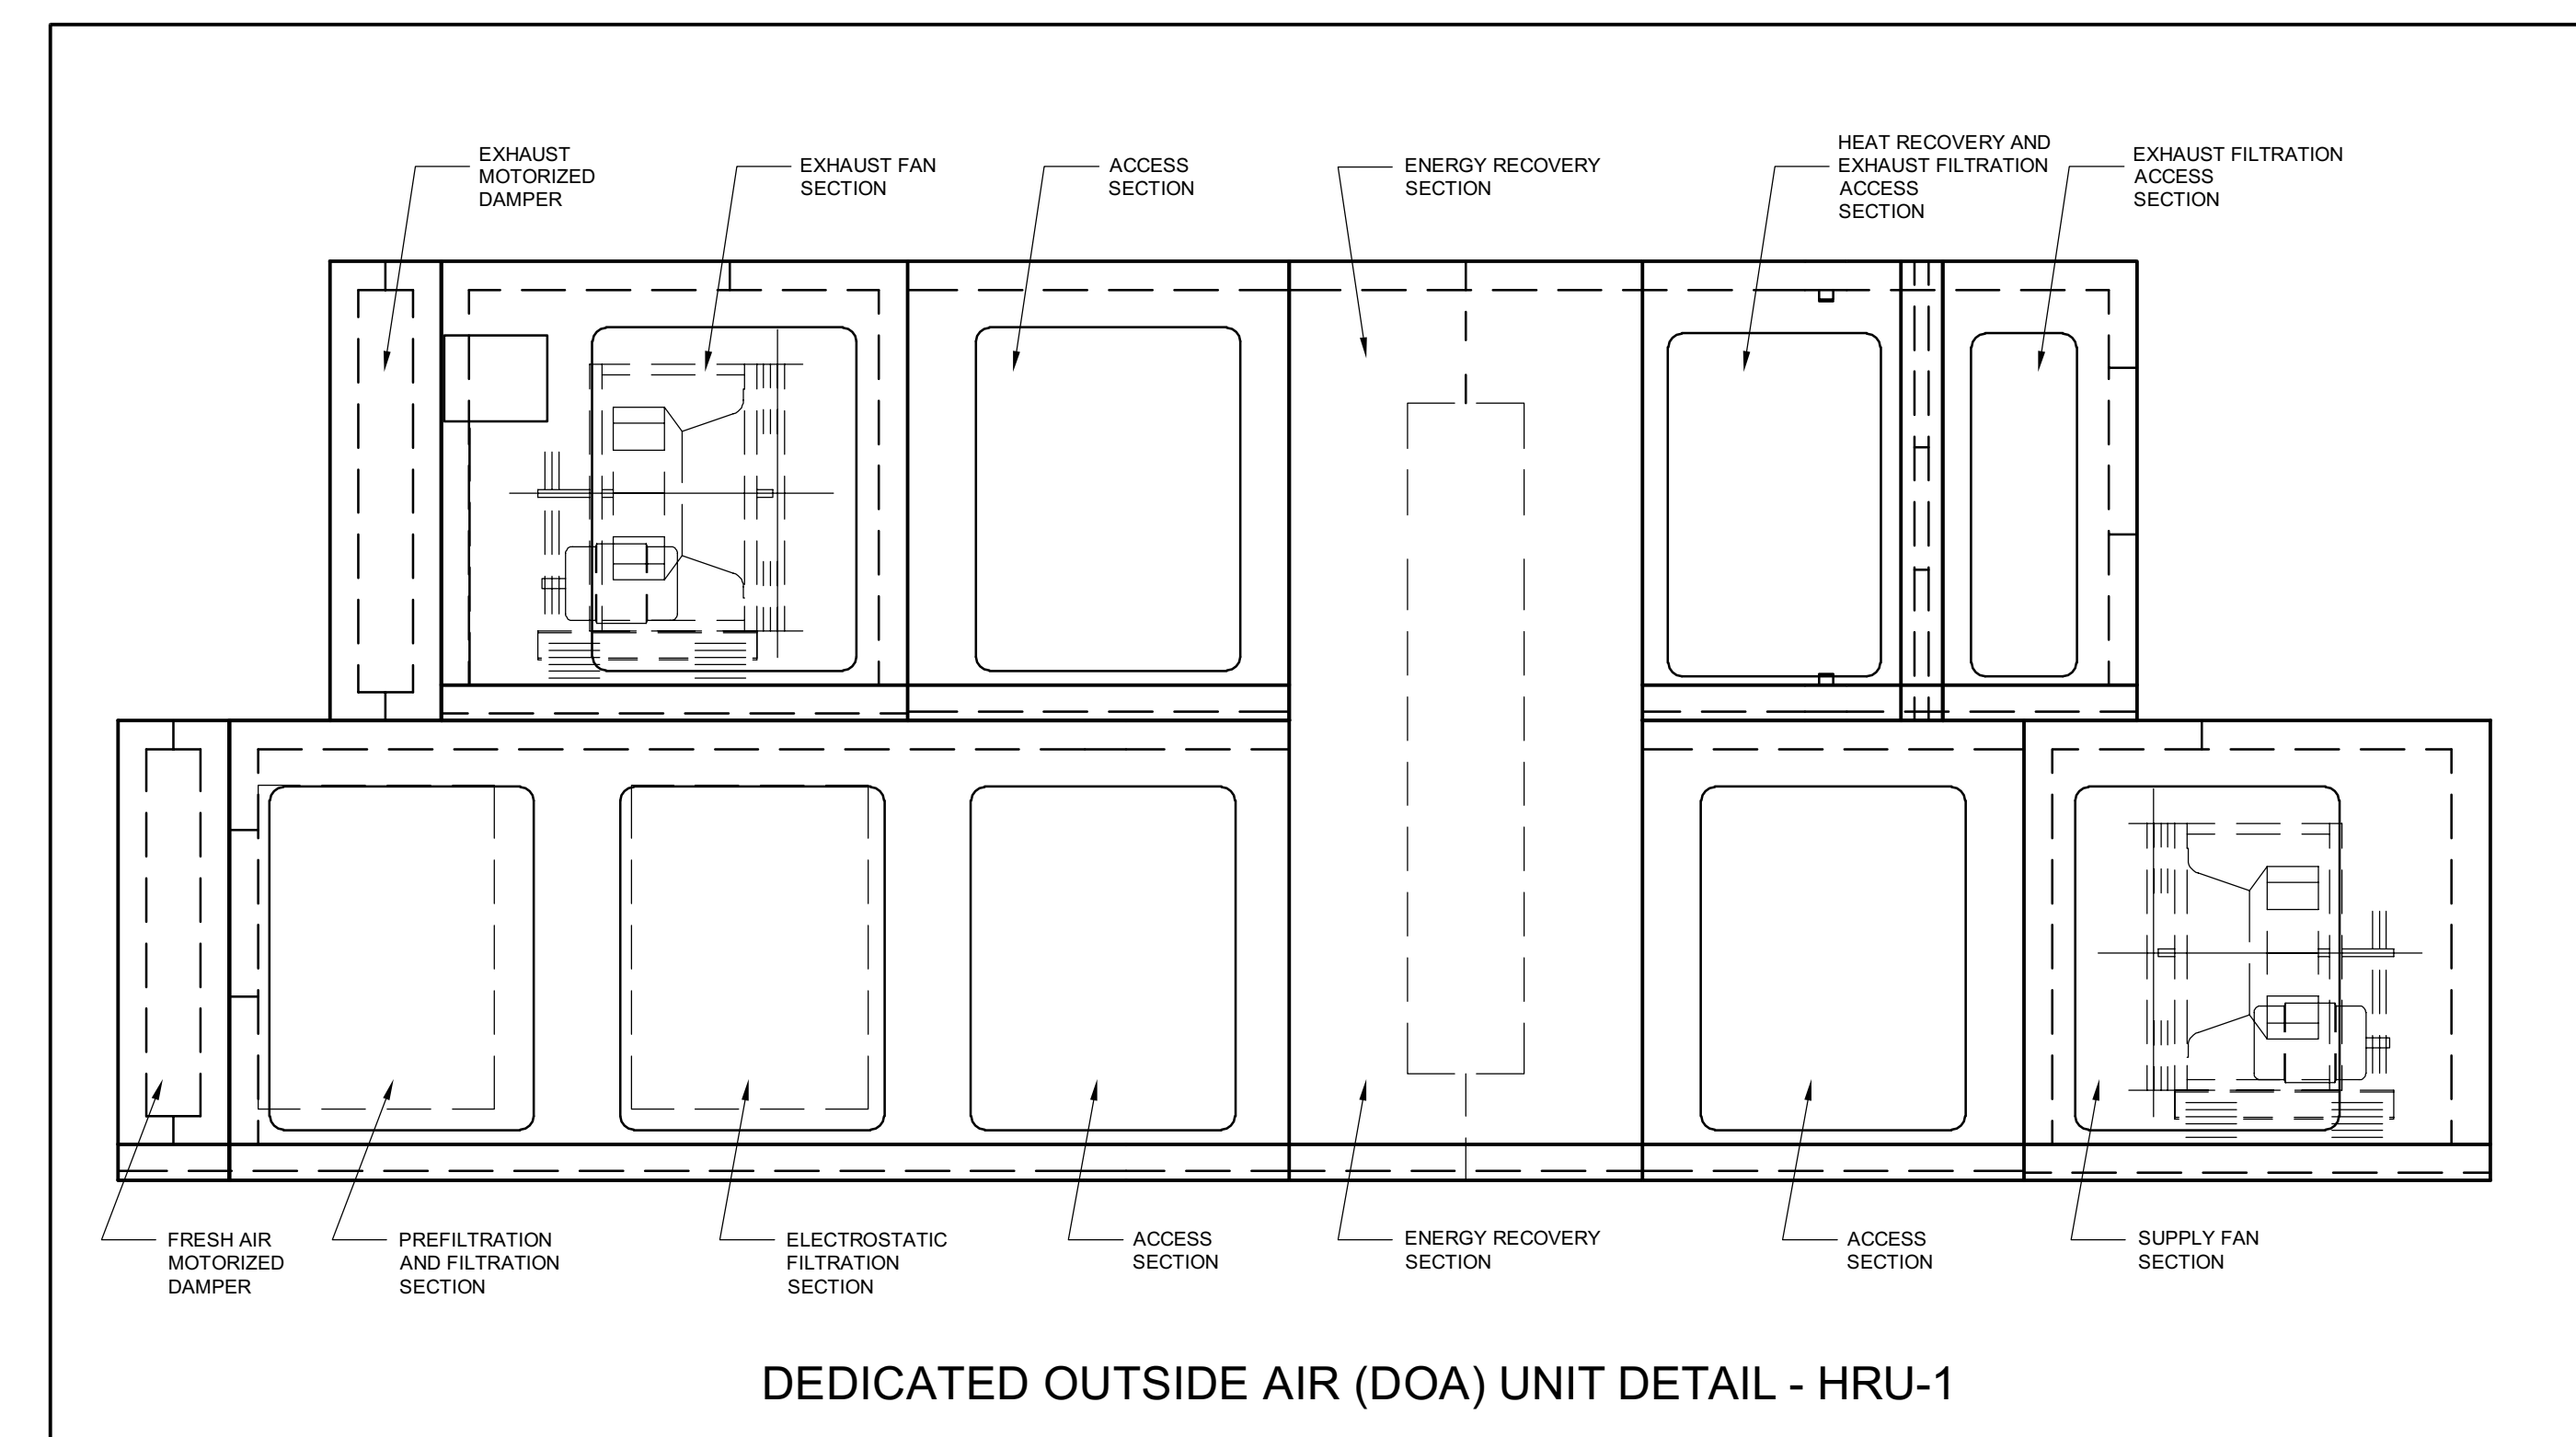 EXHAUST
MOTORIZED
DAMPER
EXHAUST FAN
SECTION
ACCESS
SECTION
ENERGY RECOVERY
SECTION
HEAT RECOVERY AND
EXHAUST FILTRATION
ACCESS
SECTION
EXHAUST FILTRATION
ACCESS
SECTION
FRESH AIR
MOTORIZED
DAMPER
PREFILTRATION
AND FILTRATION
SECTION
ELECTROSTATIC
FILTRATION
SECTION
ACCESS
SECTION
ENERGY RECOVERY
SECTION
ACCESS
SECTION
SUPPLY FAN
SECTION
DEDICATED OUTSIDE AIR (DOA) UNIT DETAIL - HRU-1